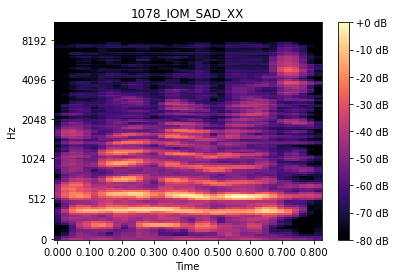 1078_IOM_SAD_XX
+0 dB
8192
-10 dB
4096
-20 dB
-30 dB
2048
Hz
-40 dB
1024
-50 dB
512
-60 dB
-70 dB
0
-80 dB
0.000 0.100 0.200 0.300 0.400 0.500 0.600 0.700 0.800
Time